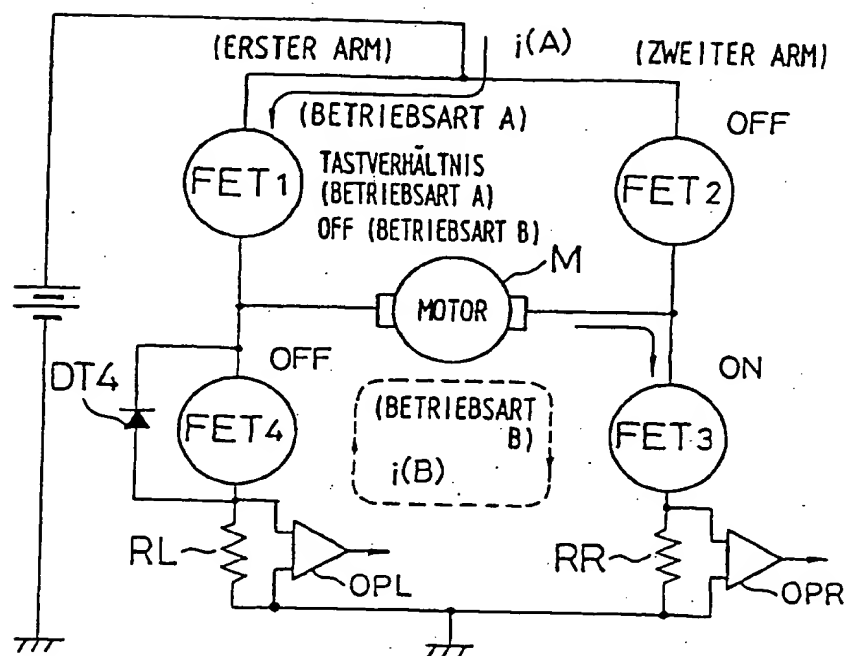 (ERSTER ARM)
i(A)
(ZWEITER ARM)
(BETRIEBSART A)
OFF
FET1
TASTVERHÄLTNIS
(BETRIEBSART A)
OFF (BETRIEBSART B)
FET2
M
MOTOR
OFF
ON
DT4
FET4
(BETRIEBSART
B)
i(B)
FET3
RL
OPL
RR
OPR